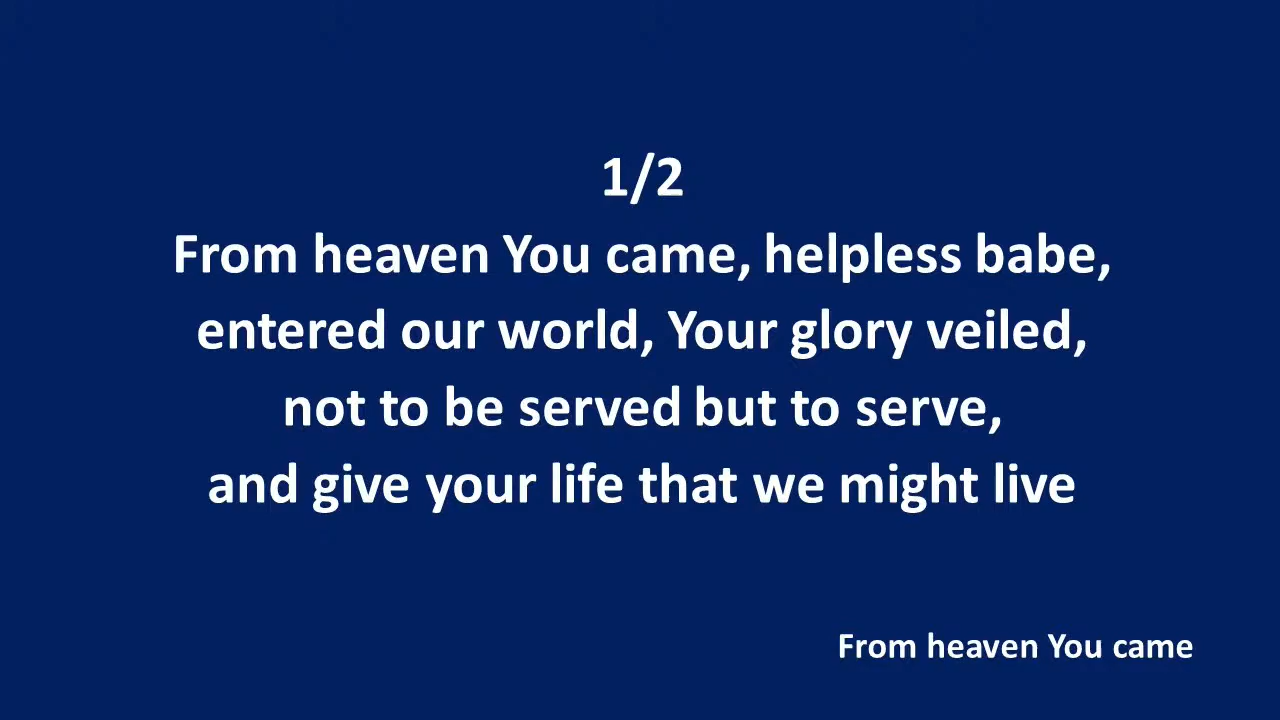 1/2
From heaven You came, helpless babe,
entered our world, Your glory veiled,
not to be served but to serve,
and give your life that we might live
From heaven You came